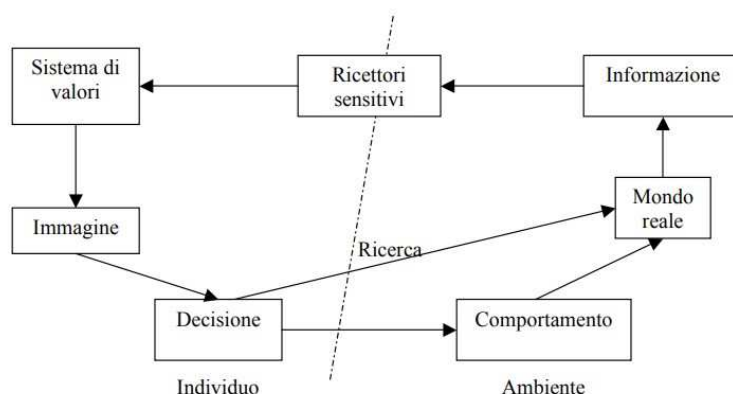 Sistema di
valori
Ricettori
sensitivi
Informazione
Mondo
reale
Immagine
Ricerca
Decisione
Comportamento
Individuo
Ambiente